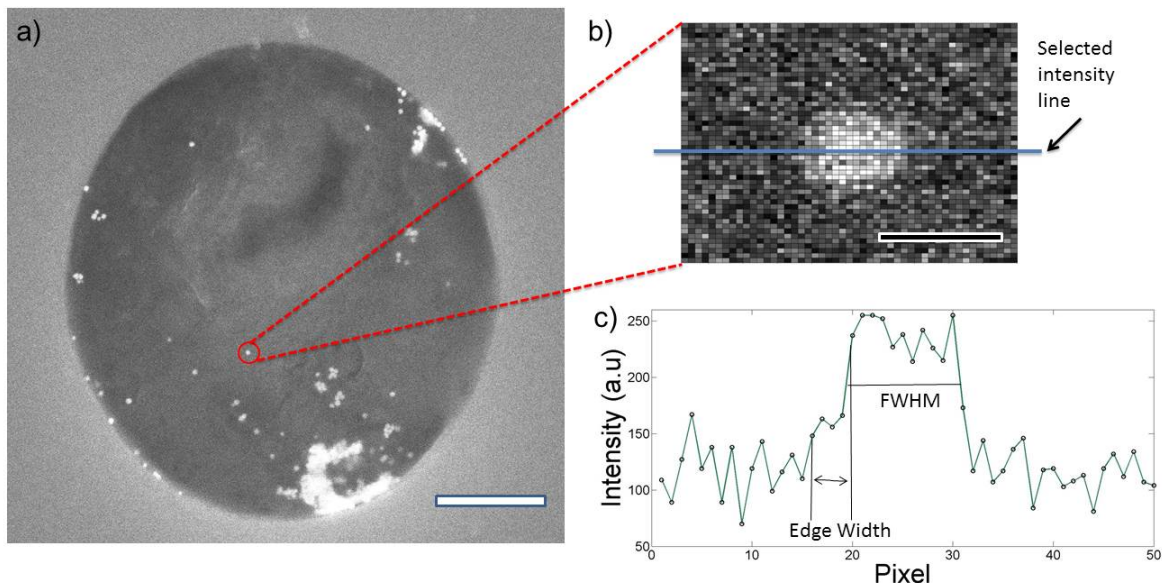 a)
b)
Selected
intensity
line
c)
250
200
150
100
50
Intensity (a.u)
FWHM
Edge Width
0
10
20
30
40
50
Pixel